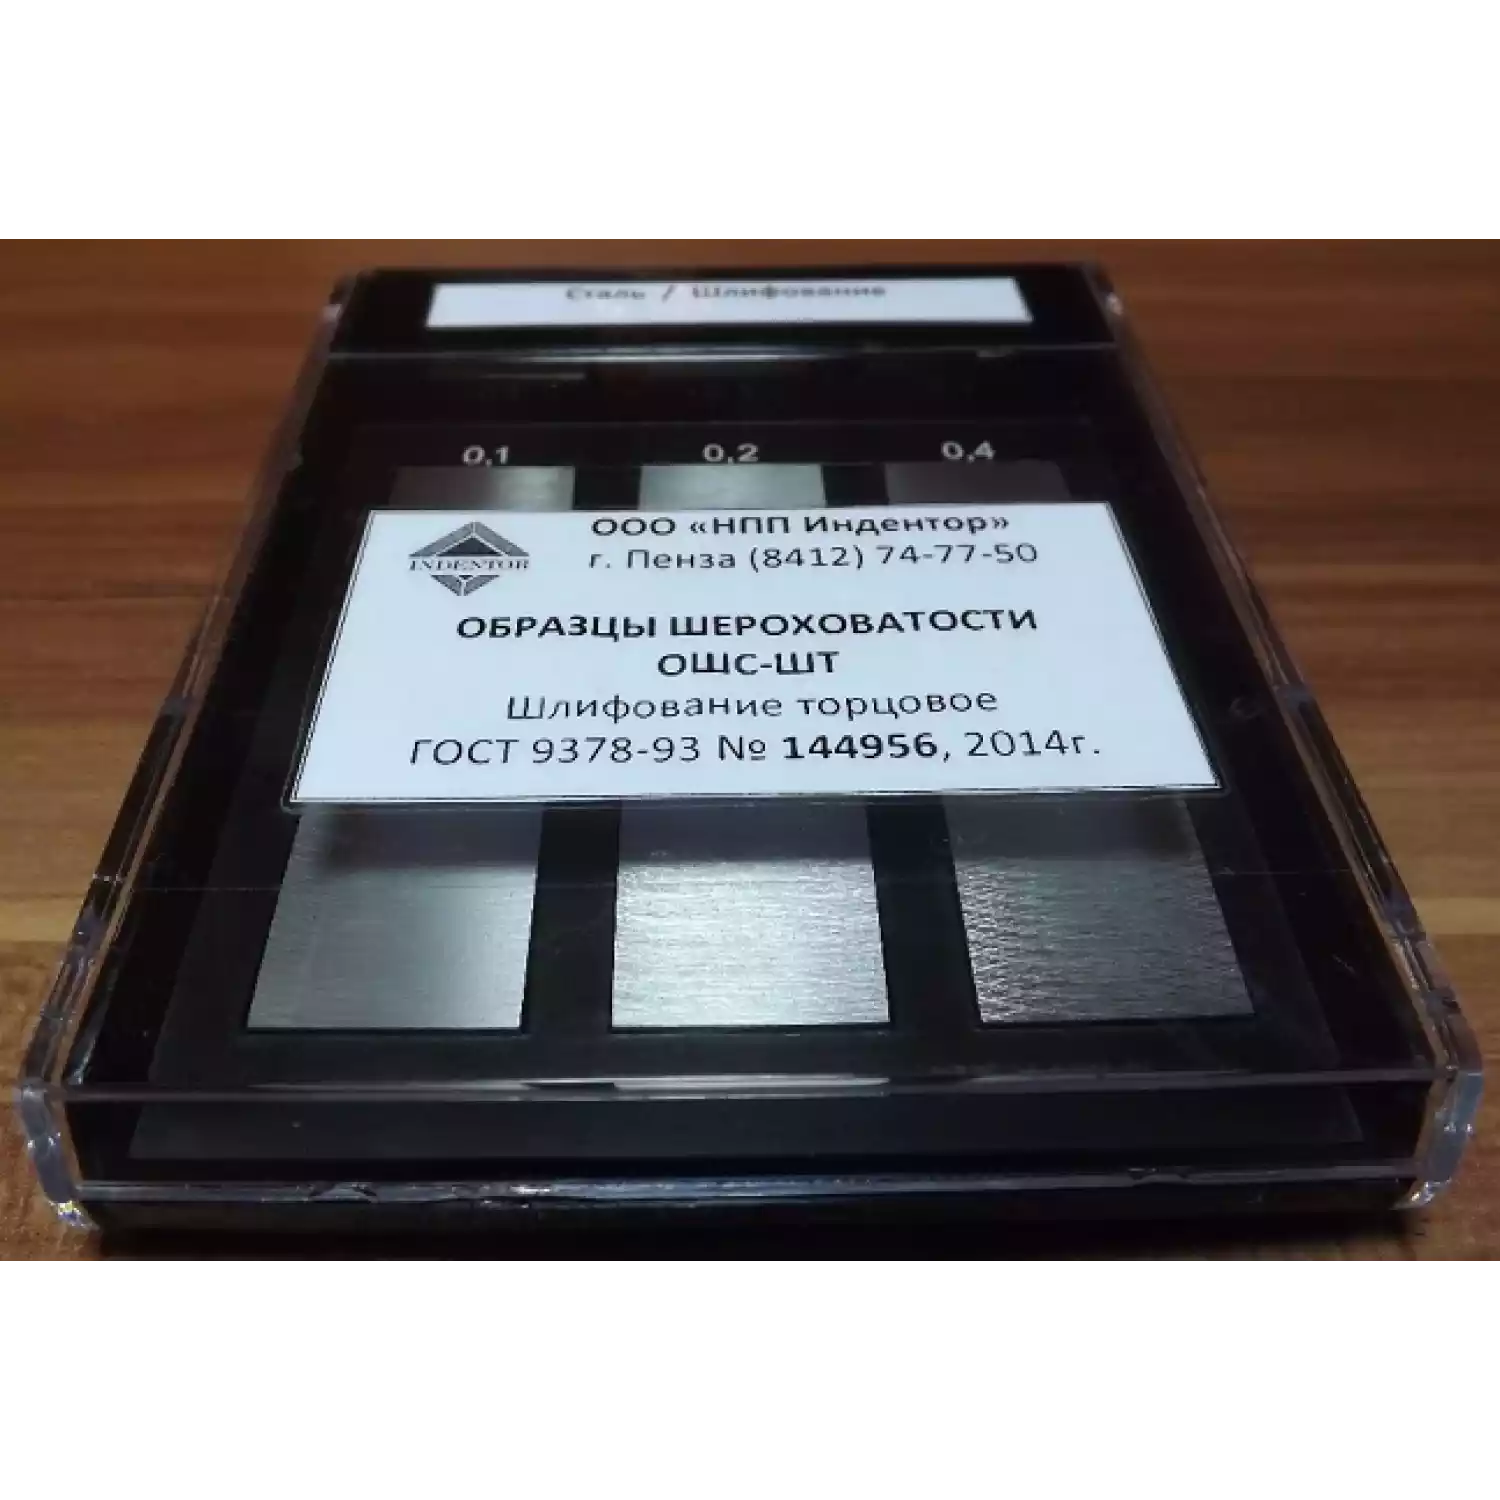 Сталь / Шлифование
0,1 0,2 0,4
INDENTOR
ООО «НПП Индентор»
г. Пенза (8412) 74-77-50
ОБРАЗЦЫ ШЕРОХОВАТОСТИ
ОШС-ШТ
Шлифование торцовое
ГОСТ 9378-93 № 144956, 2014г.